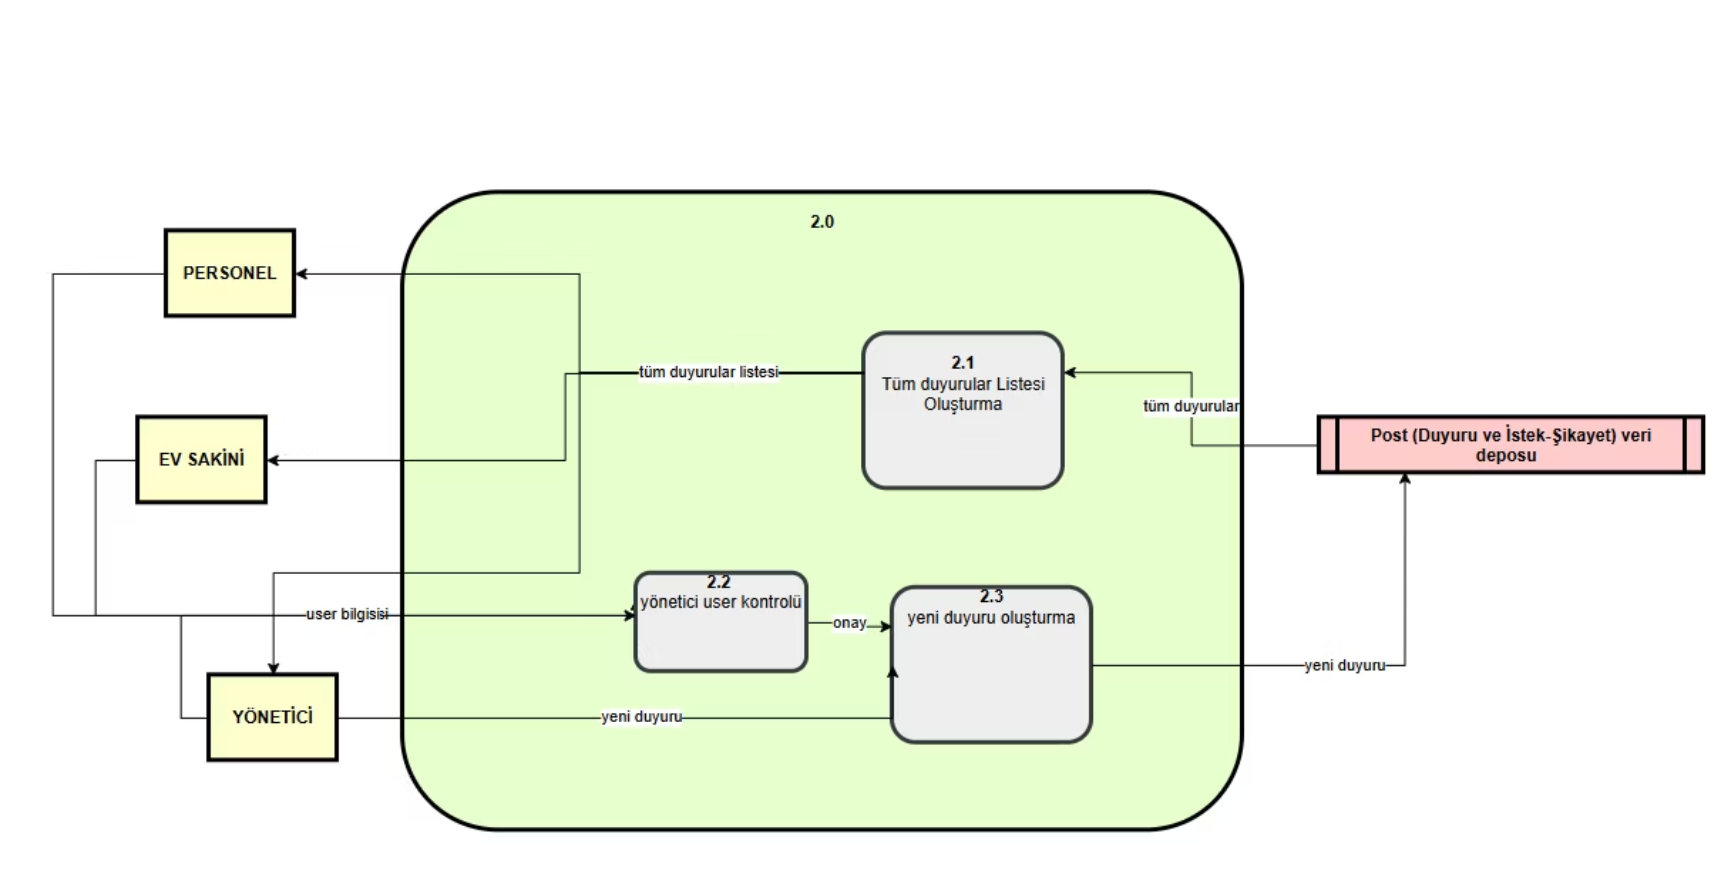 2.0
PERSONEL
2.1
Tüm duyurular Listesi
Oluşturma
tüm duyurular listesi
tüm duyurular
EV SAKİNİ
Post (Duyuru ve İstek-Şikayet) veri
deposu
2.2
yönetici user kontrolü
user bilgisisi
onay
2.3
yeni duyuru oluşturma
yeni duyuru
YÖNETİCİ
yeni duyuru